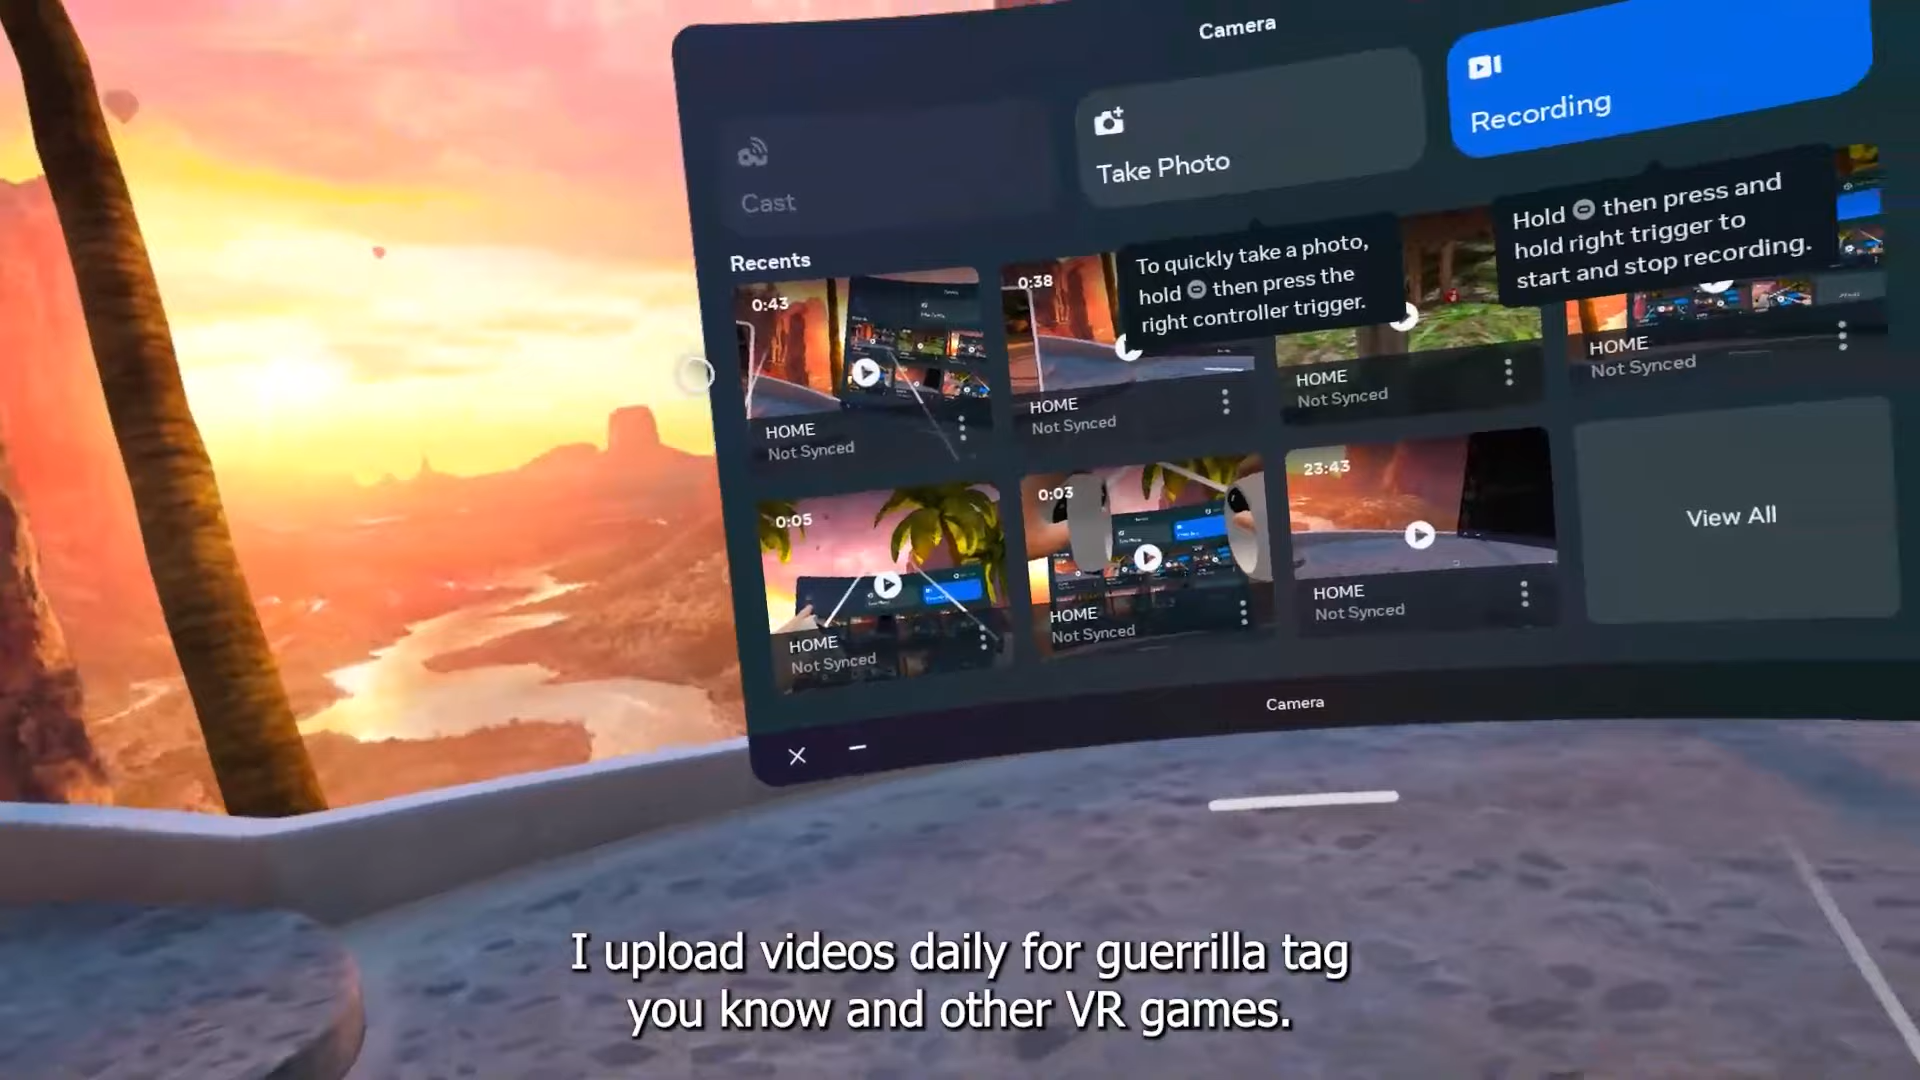 Camera
Cast
Take Photo
Recording
Recents
To quickly take a photo,
hold then press the
right controller trigger.
Hold then press and
hold right trigger to
start and stop recording.
0:43
HOME
Not Synced
0:38
HOME
Not Synced
HOME
Not Synced
HOME
Not Synced
0:05
HOME
Not Synced
0:03
HOME
Not Synced
23:43
HOME
Not Synced
View All
Camera
I upload videos daily for guerrilla tag
you know and other VR games.